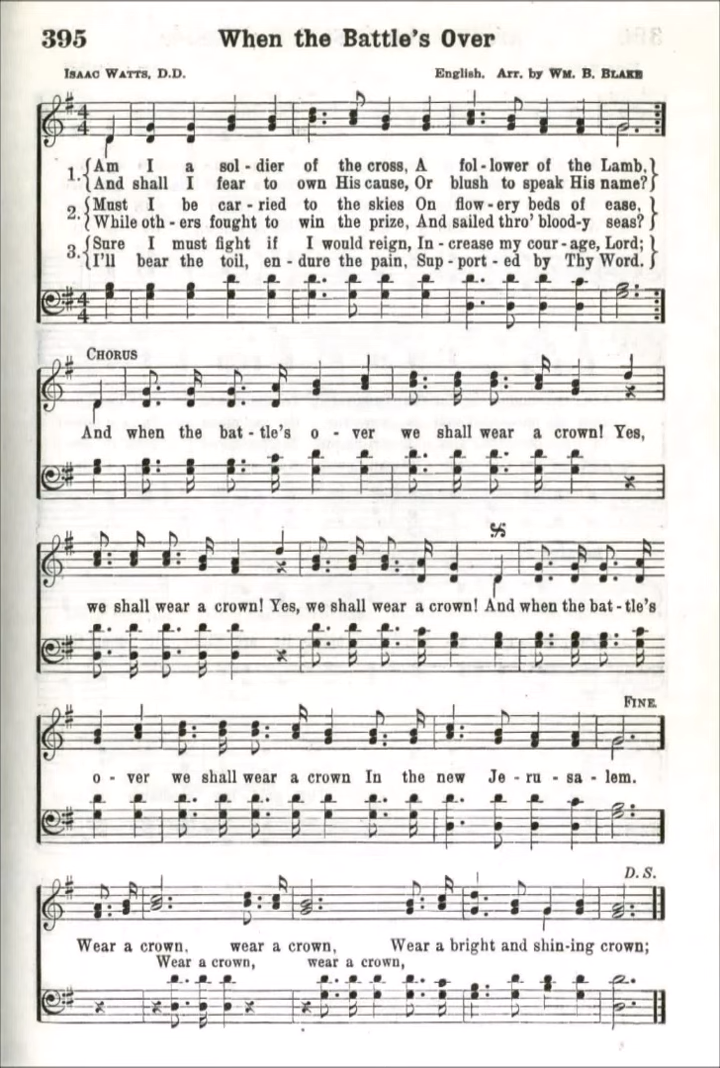 395 When the Battle's Over
ISAAC WATTS, D.D. English. Arr. by WM. B. BLAKE
1. {Am I a sol-dier of the cross, A fol-lower of the Lamb,}
{And shall I fear to own His cause, Or blush to speak His name?}
2. {Must I be car-ried to the skies On flow-ery beds of ease,}
{While oth-ers fought to win the prize, And sailed thro' blood-y seas?}
3. {Sure I must fight if I would reign, In-crease my cour-age, Lord;}
{I'll bear the toil, en-dure the pain, Sup-port-ed by Thy Word.}
CHORUS
And when the bat-tle's o-ver we shall wear a crown! Yes,
we shall wear a crown! Yes, we shall wear a crown! And when the bat-tle's
FINE.
o-ver we shall wear a crown In the new Je-ru-sa-lem.
D. S.
Wear a crown, wear a crown, Wear a bright and shin-ing crown;
Wear a crown, wear a crown,